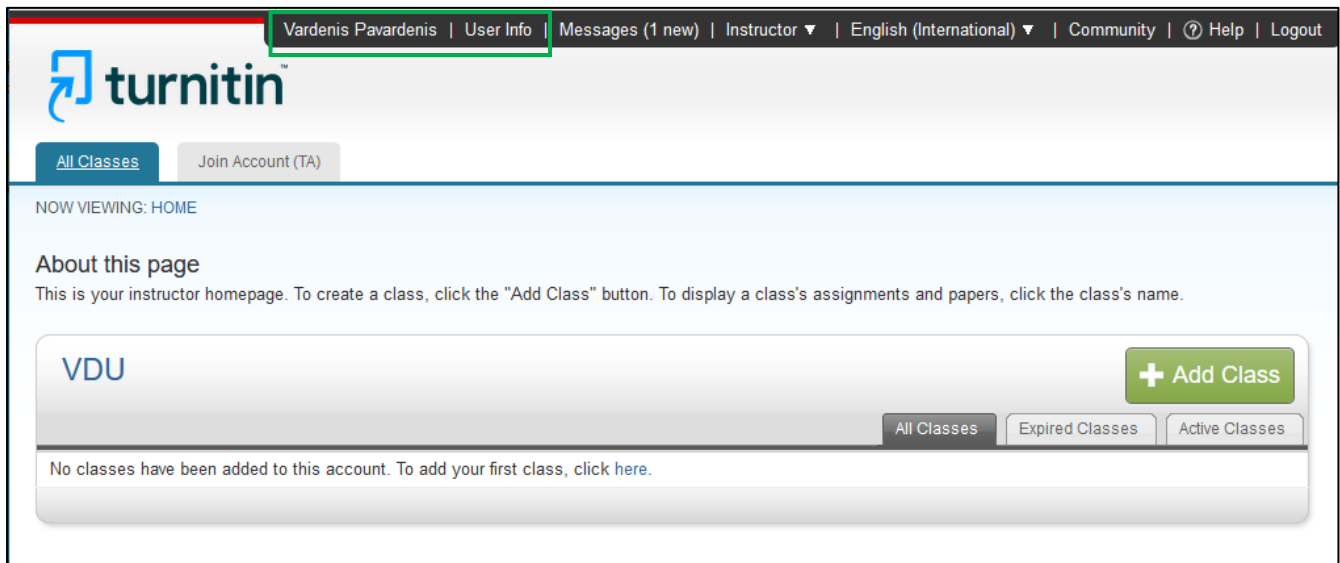 Vardenis Pavardenis | User Info | Messages (1 new) | Instructor ▼ | English (International) ▼ | Community | ? Help | Logout
turnitin™
All Classes Join Account (TA)
NOW VIEWING: HOME
About this page
This is your instructor homepage. To create a class, click the "Add Class" button. To display a class's assignments and papers, click the class's name.
VDU
Add Class
All Classes Expired Classes Active Classes
No classes have been added to this account. To add your first class, click here.